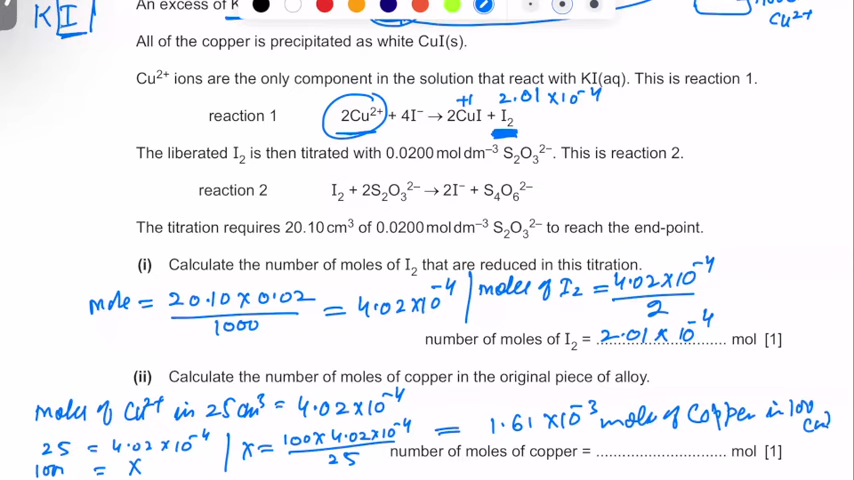 KI
An excess of K
Cu²⁺
All of the copper is precipitated as white CuI(s).
Cu²⁺ ions are the only component in the solution that react with KI(aq). This is reaction 1.
+1 2.01 ×10⁻⁴
reaction 1 2Cu²⁺ + 4I⁻ → 2CuI + I₂
The liberated I₂ is then titrated with 0.0200 mol dm⁻³ S₂O₃²⁻. This is reaction 2.
reaction 2 I₂ + 2S₂O₃²⁻ → 2I⁻ + S₄O₆²⁻
The titration requires 20.10 cm³ of 0.0200 mol dm⁻³ S₂O₃²⁻ to reach the end-point.
(i) Calculate the number of moles of I₂ that are reduced in this titration.
mole = 20.10 × 0.02 / 1000 = 4.02×10⁻⁴ | moles of I₂ = 4.02×10⁻⁴ / 2
number of moles of I₂ = 2.01 × 10⁻⁴ mol [1]
(ii) Calculate the number of moles of copper in the original piece of alloy.
moles of Cu²⁺ in 25 cm³ = 4.02 ×10⁻⁴
25 = 4.02 ×10⁻⁴ | X = 100 × 4.02×10⁻⁴ / 25 = 1.61 ×10⁻³ moles of copper in 100
100 = X
number of moles of copper = .............................. mol [1]